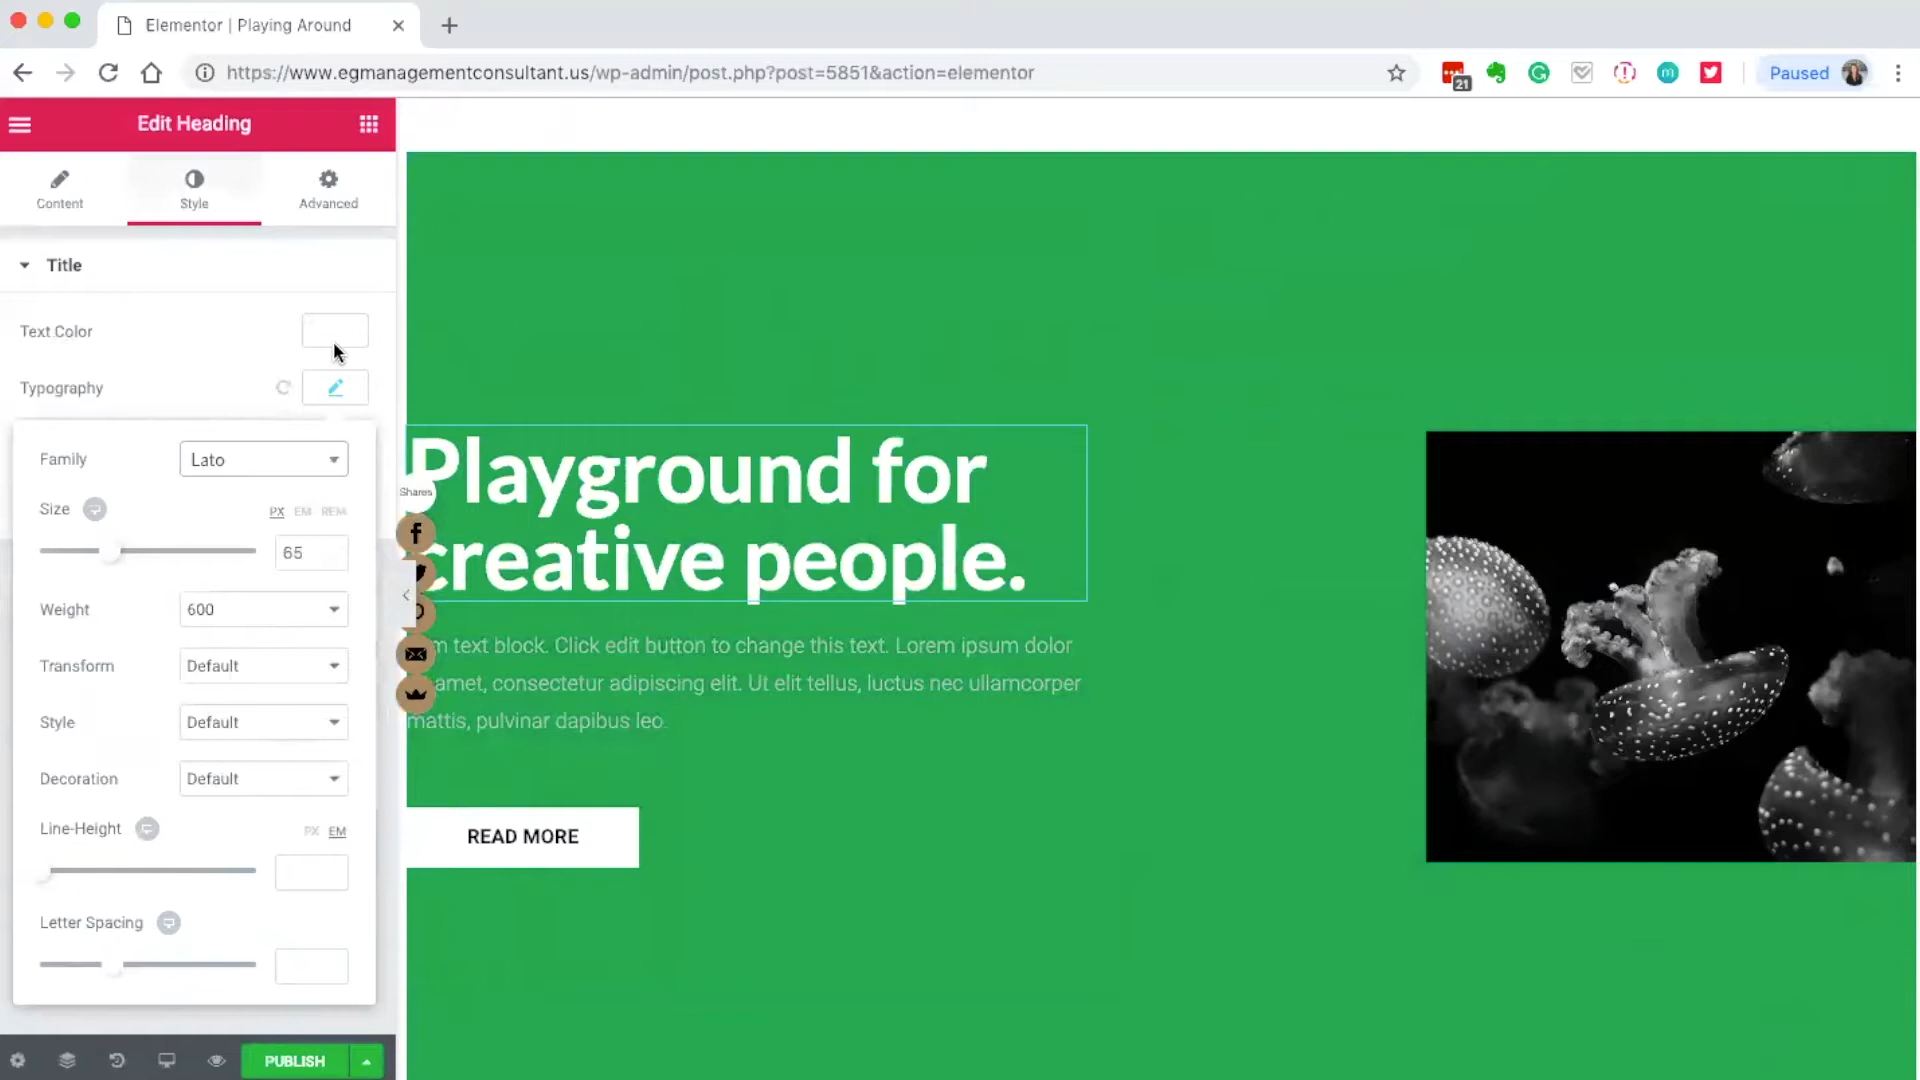 Elementor | Playing Around
https://www.egmanagementconsultant.us/wp-admin/post.php?post=5851&action=elementor
21
Paused
Edit Heading
Content
Style
Advanced
Title
Text Color
Typography
Family
Lato
Size
PX EM REM
65
Weight
600
Transform
Default
Style
Default
Decoration
Default
Line-Height
PX EM
Letter Spacing
PUBLISH
Playground for
creative people.
Shares
text block. Click edit button to change this text. Lorem ipsum dolor
amet, consectetur adipiscing elit. Ut elit tellus, luctus nec ullamcorper
mattis, pulvinar dapibus leo.
READ MORE